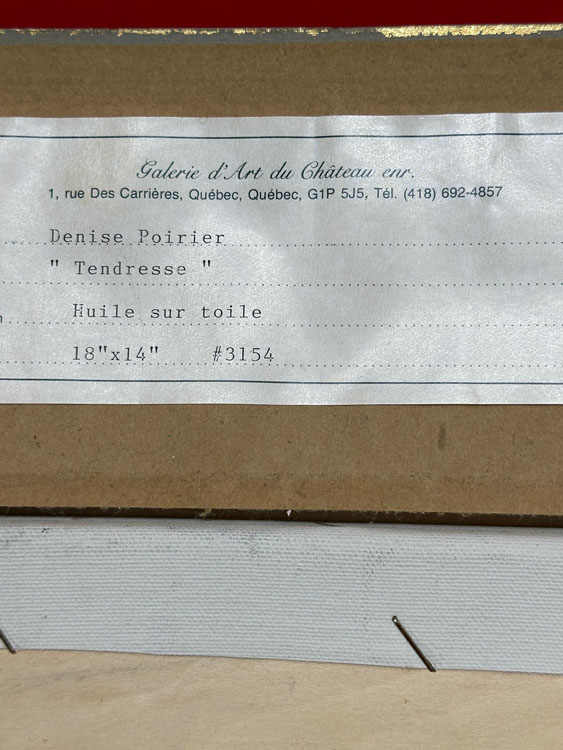 Galerie d'Art du Château enr.
1, rue Des Carrières, Québec, Québec, G1P 5J5, Tél. (418) 692-4857
Denise Poirier
" Tendresse "
Huile sur toile
18"x14" #3154